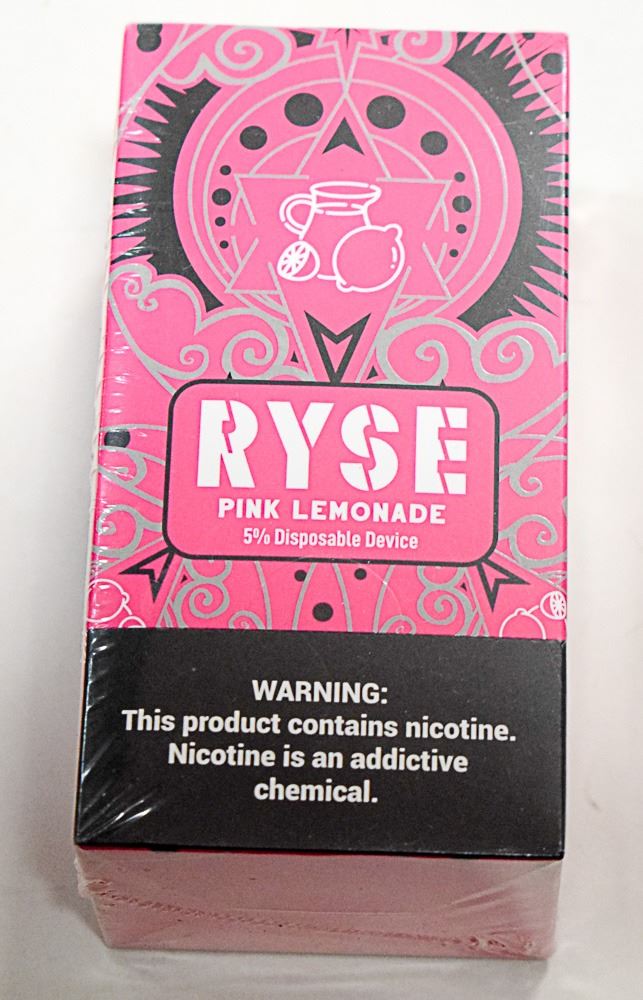 RYSE
PINK LEMONADE
5% Disposable Device
WARNING:
This product contains nicotine.
Nicotine is an addictive
chemical.